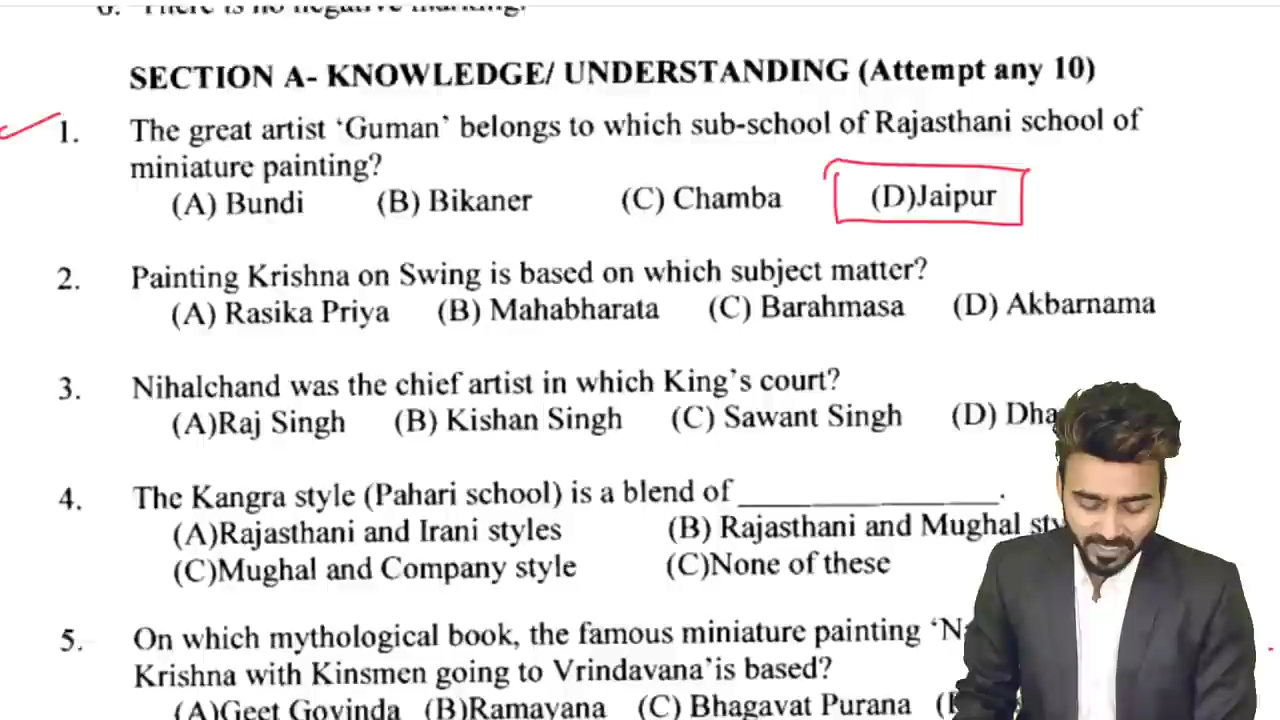 SECTION A- KNOWLEDGE/ UNDERSTANDING (Attempt any 10)
1. The great artist ‘Guman’ belongs to which sub-school of Rajasthani school of
miniature painting?
(A) Bundi (B) Bikaner (C) Chamba (D)Jaipur
2. Painting Krishna on Swing is based on which subject matter?
(A) Rasika Priya (B) Mahabharata (C) Barahmasa (D) Akbarnama
3. Nihalchand was the chief artist in which King’s court?
(A)Raj Singh (B) Kishan Singh (C) Sawant Singh (D)
4. The Kangra style (Pahari school) is a blend of ________________.
(A)Rajasthani and Irani styles (B) Rajasthani and Mughal
(C)Mughal and Company style (C)None of these
5. On which mythological book, the famous miniature painting
Krishna with Kinsmen going to Vrindavana’is based?
(A)Geet Govinda (B)Ramayana (C) Bhagavat Purana